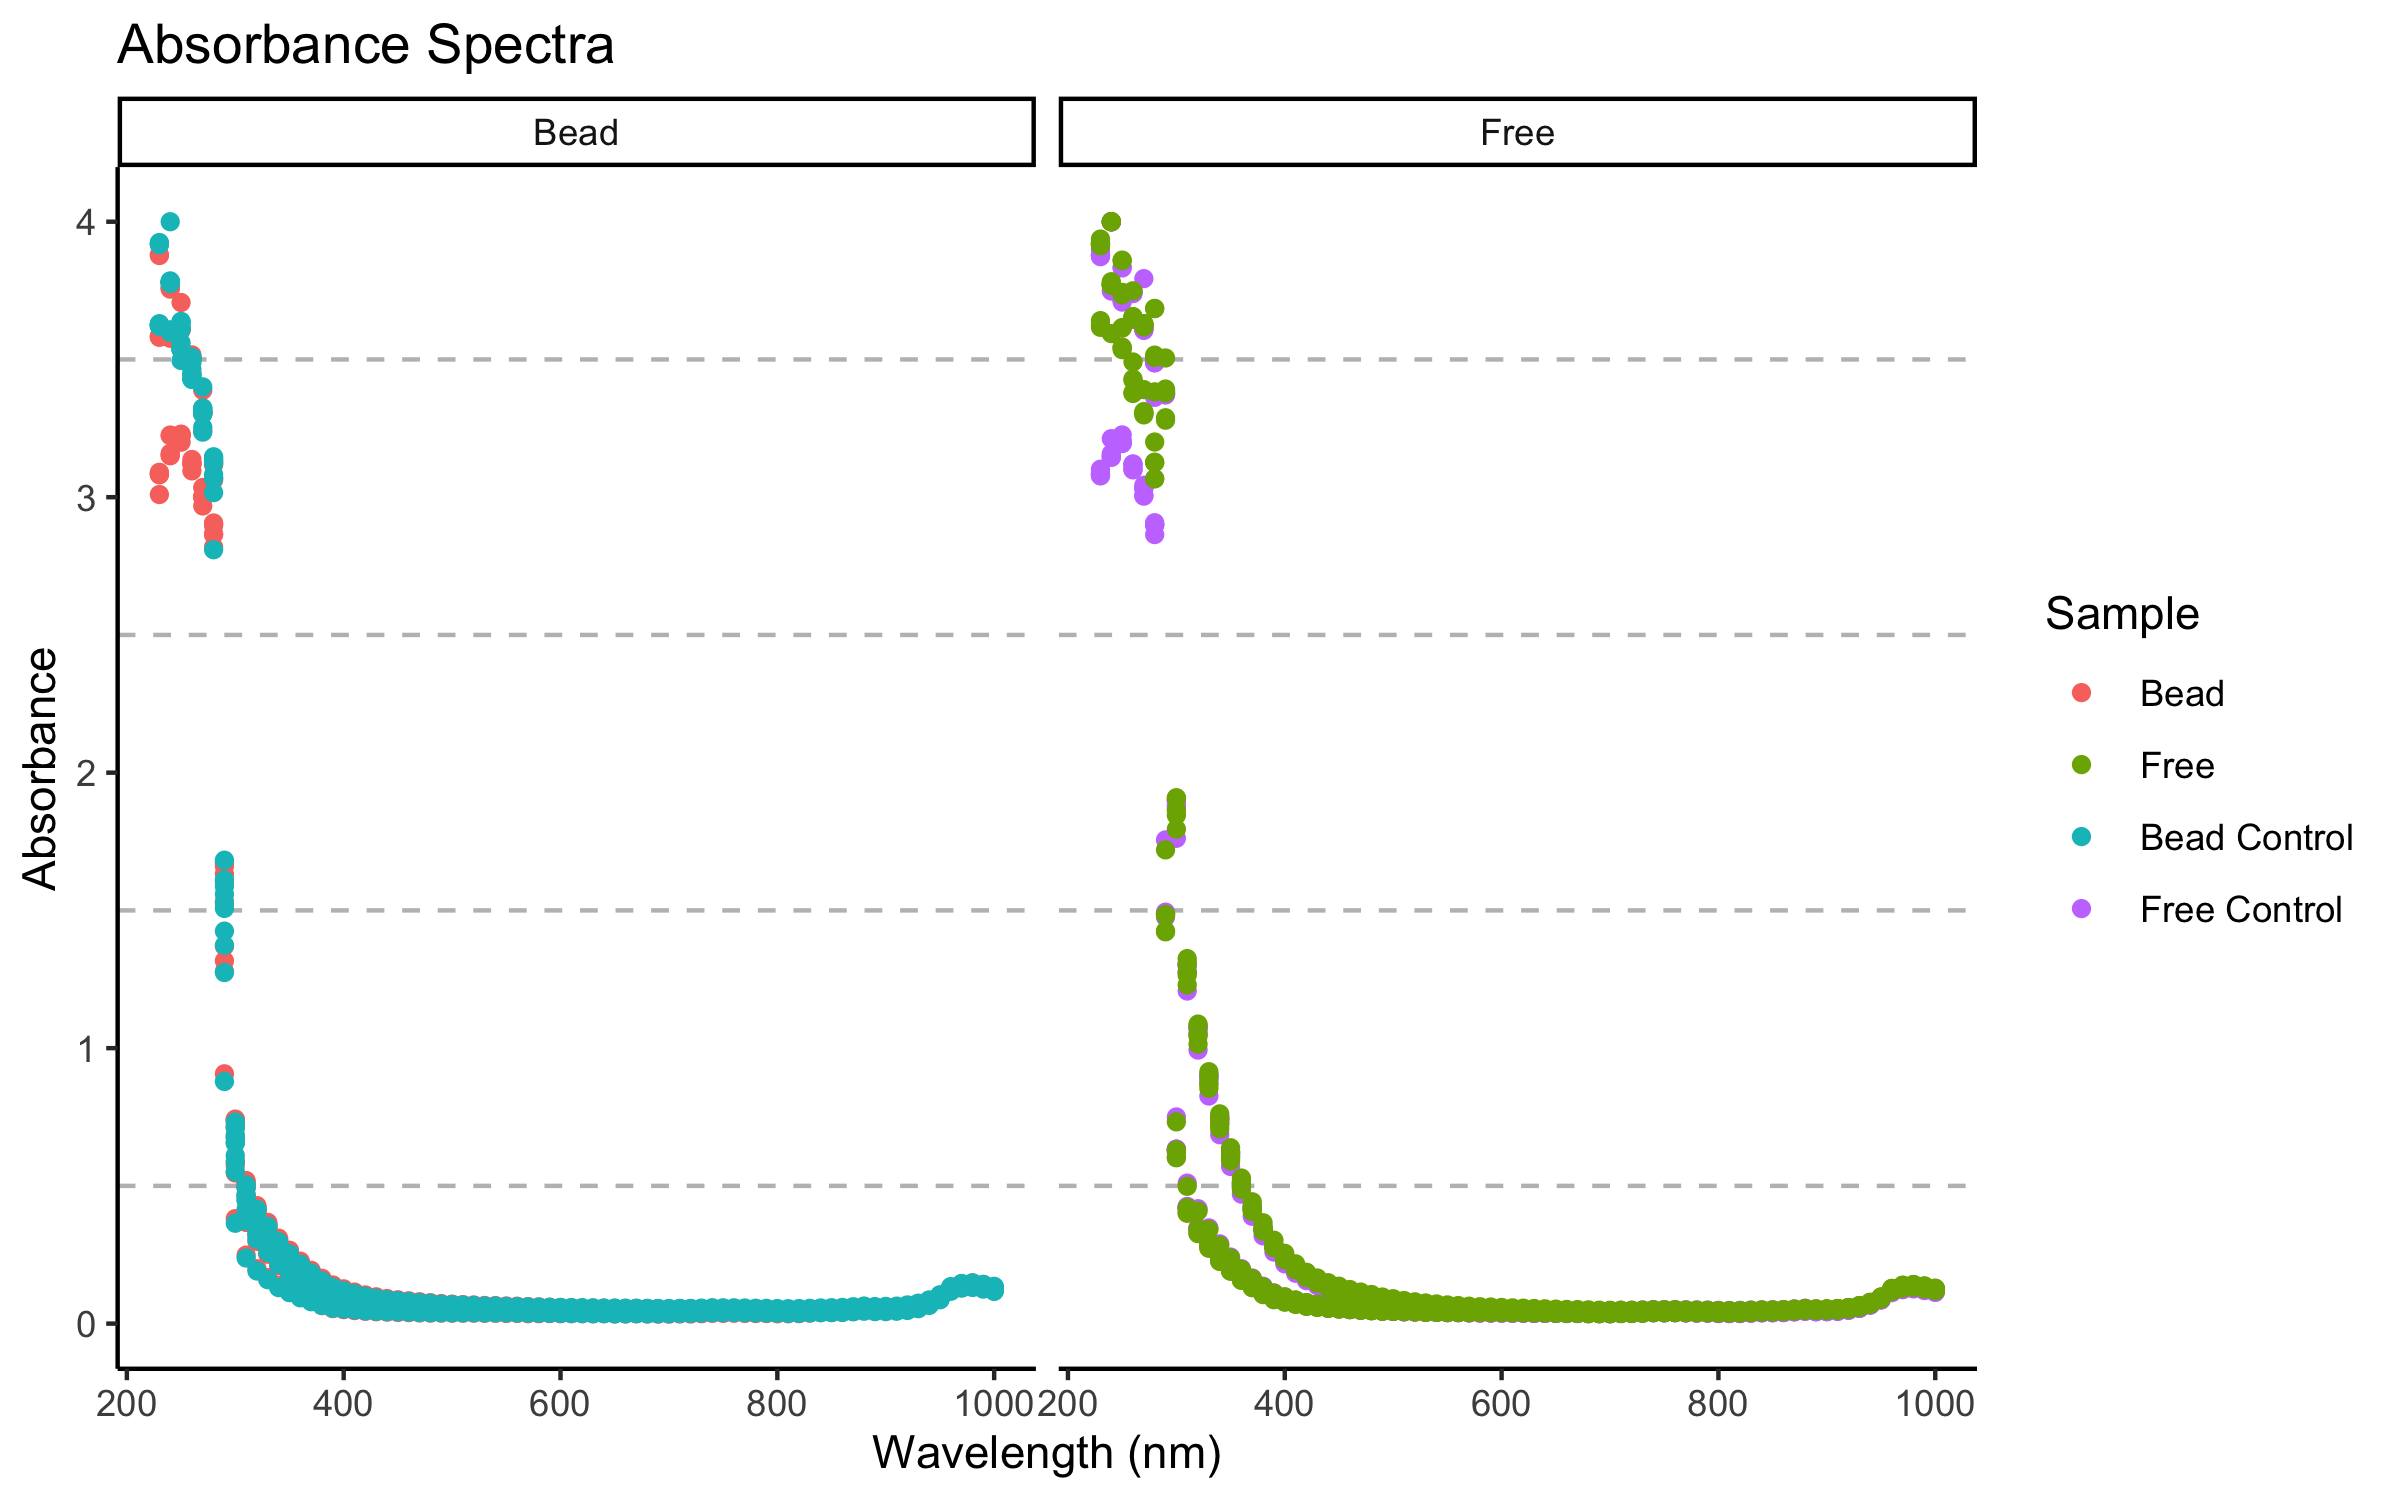 Absorbance Spectra
Bead
Free
4
3
2
1
0
Absorbance
200 400 600 800 1000
200 400 600 800 1000
Wavelength (nm)
Sample
Bead
Free
Bead Control
Free Control